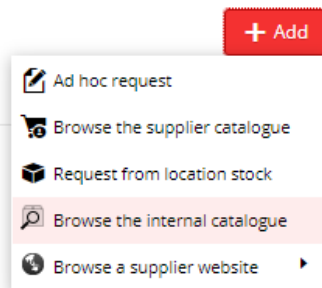 + Add
Ad hoc request
Browse the supplier catalogue
Request from location stock
Browse the internal catalogue
Browse a supplier website